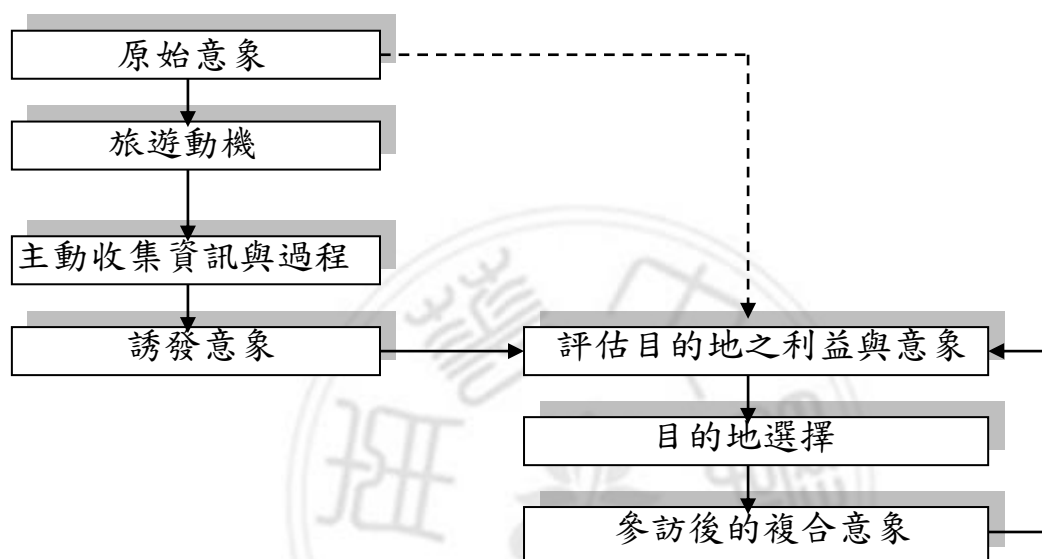 原始意象
旅遊動機
主動收集資訊與過程
誘發意象
評估目的地之利益與意象
目的地選擇
參訪後的複合意象